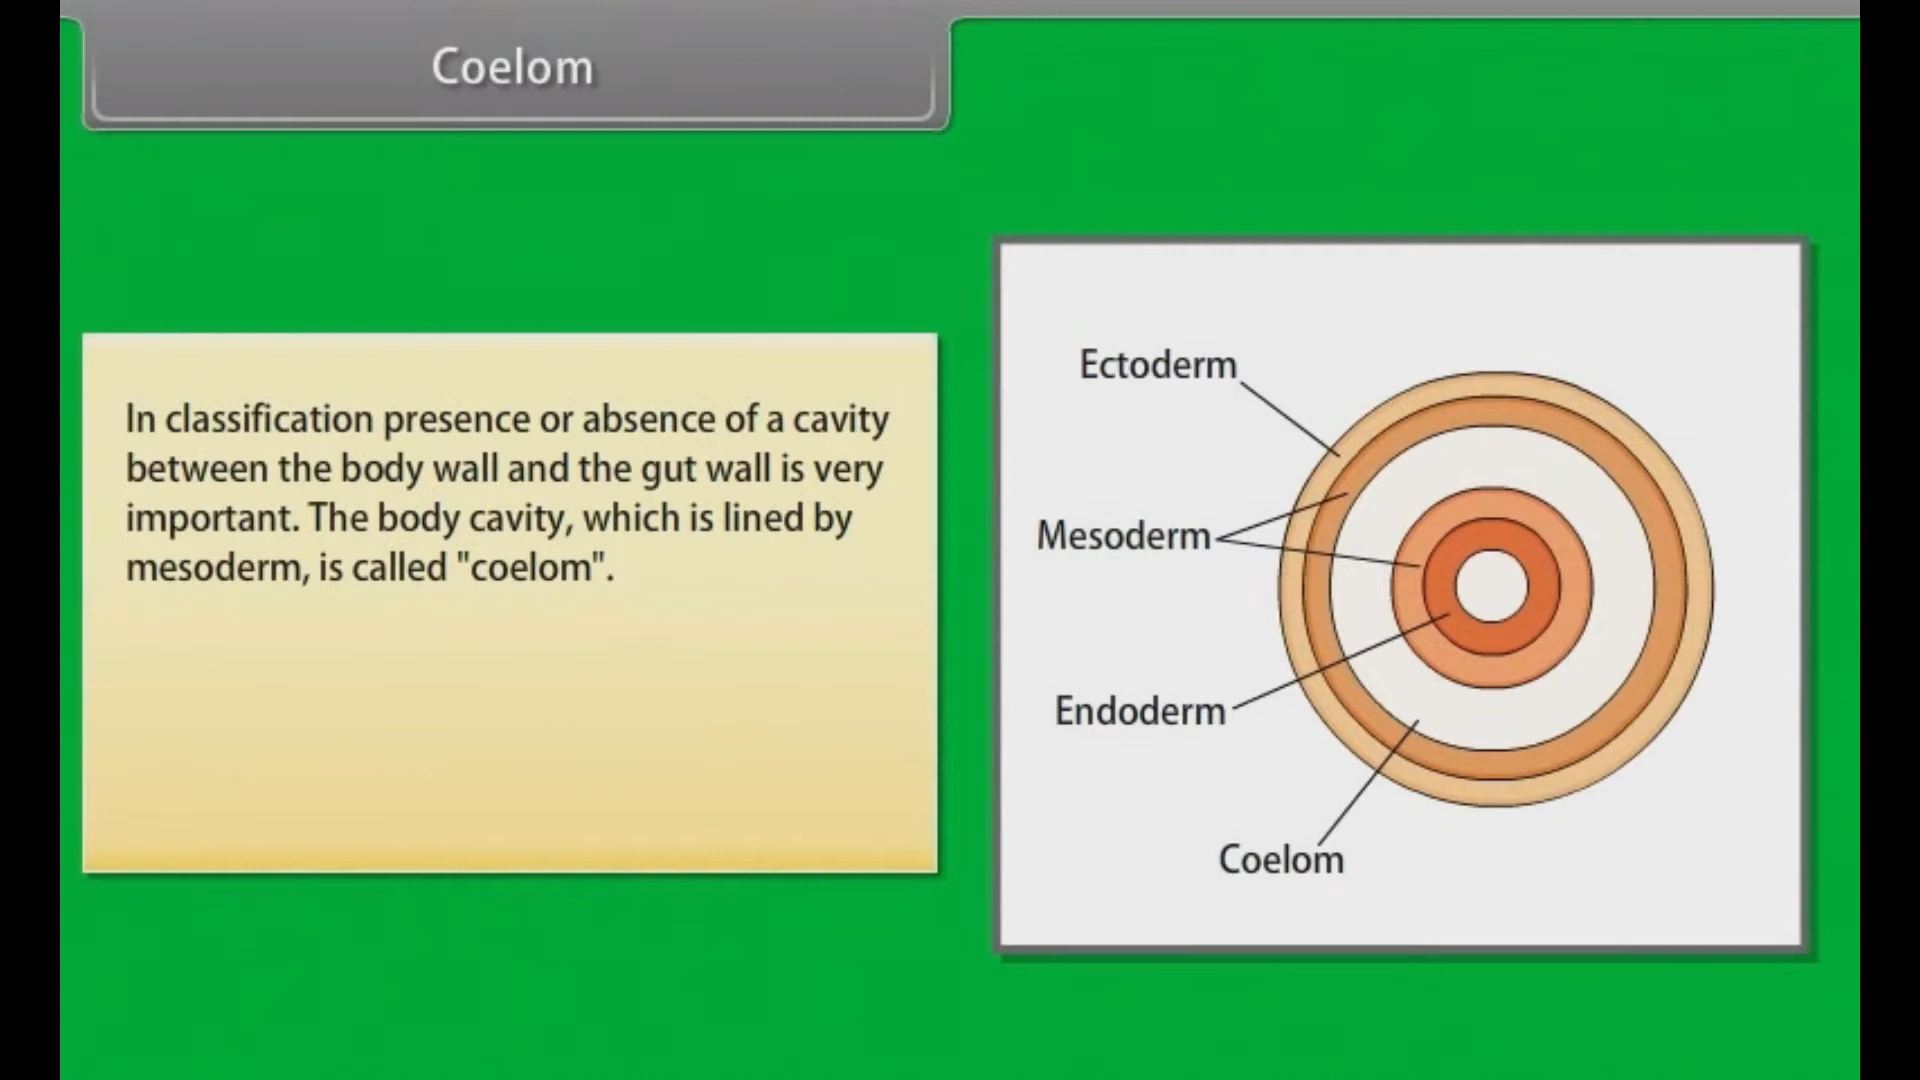 Coelom
In classification presence or absence of a cavity
between the body wall and the gut wall is very
important. The body cavity, which is lined by
mesoderm, is called "coelom".
Ectoderm
Mesoderm
Endoderm
Coelom